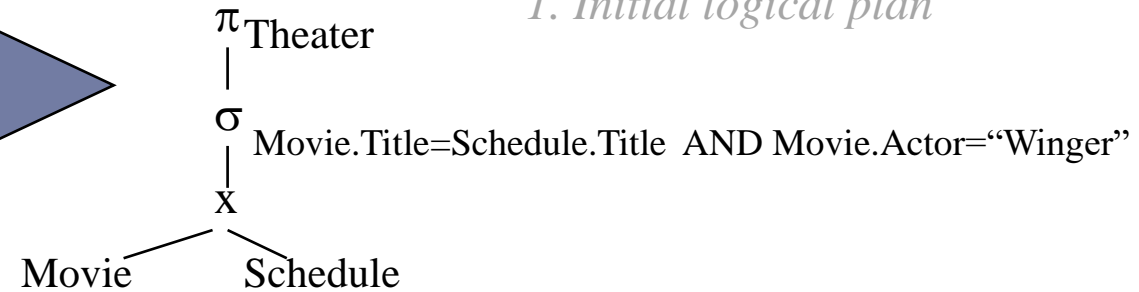 1. Initial logical plan
π Theater
σ Movie.Title=Schedule.Title AND Movie.Actor=“Winger”
x
Movie Schedule